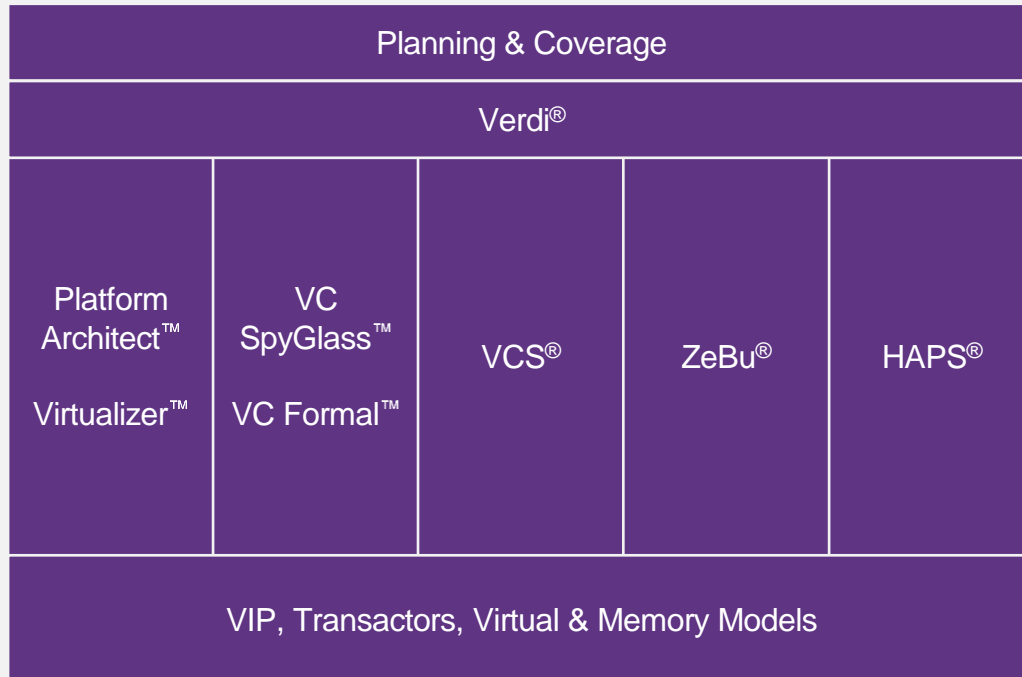 Planning & Coverage
Verdi®
Platform
Architect™
Virtualizer™
VC
SpyGlass™
VC Formal™
VCS®
ZeBu®
HAPS®
VIP, Transactors, Virtual & Memory Models